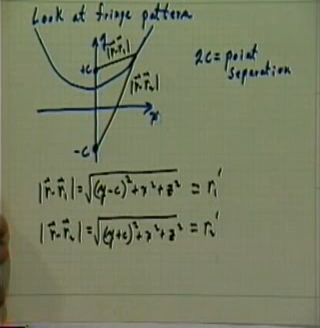 Look at fringe pattern
y
+c
|r⃗-r⃗₁|
2c = point
separation
|r⃗-r⃗₂|
x
-c
|r⃗-r⃗₁| = √((y-c)²+x²+z²) = r₁'
|r⃗-r⃗₂| = √((y+c)²+x²+z²) = r₂'